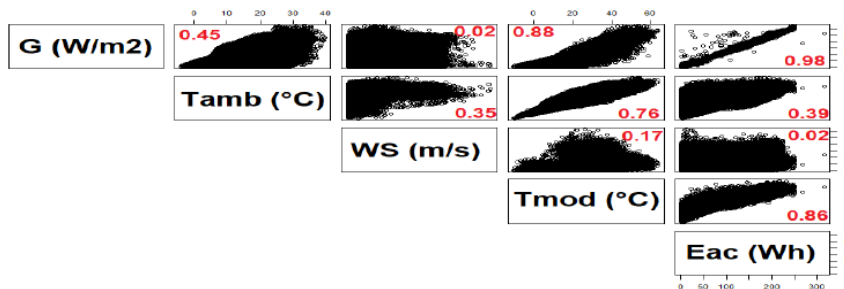 0 10 20 30 40 0 20 40 60
G (W/m2) 0.45 0.02 0.88 0.98
Tamb (°C) 0.35 0.76 0.39
WS (m/s) 0.17 0.02
Tmod (°C) 0.86
Eac (Wh)
0 50 100 200 300